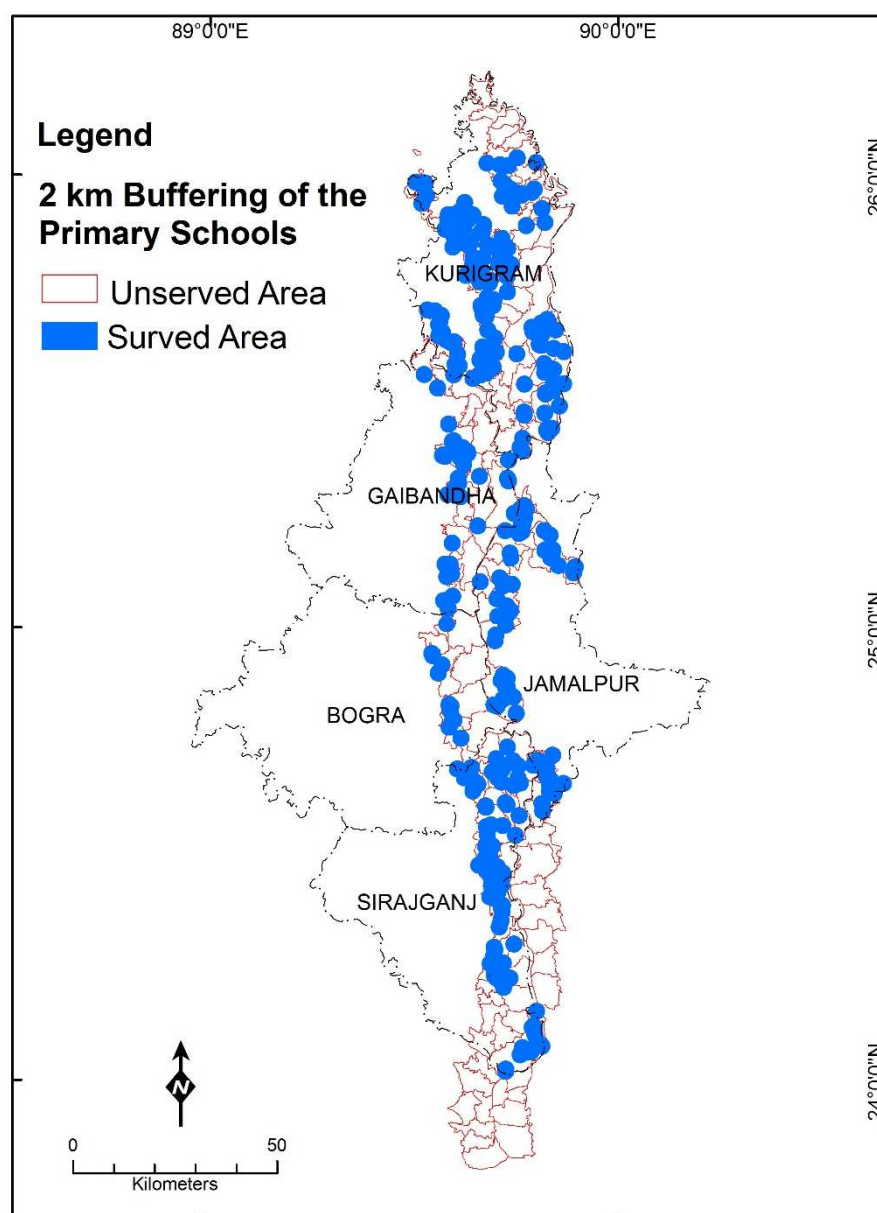 89°0'0"E
90°0'0"E
Legend
2 km Buffering of the
Primary Schools
Unserved Area
Surved Area
26°0'0"N
25°0'0"N
24°0'0"N
KURIGRAM
GAIBANDHA
JAMALPUR
BOGRA
SIRAJGANJ
N
0
50
Kilometers